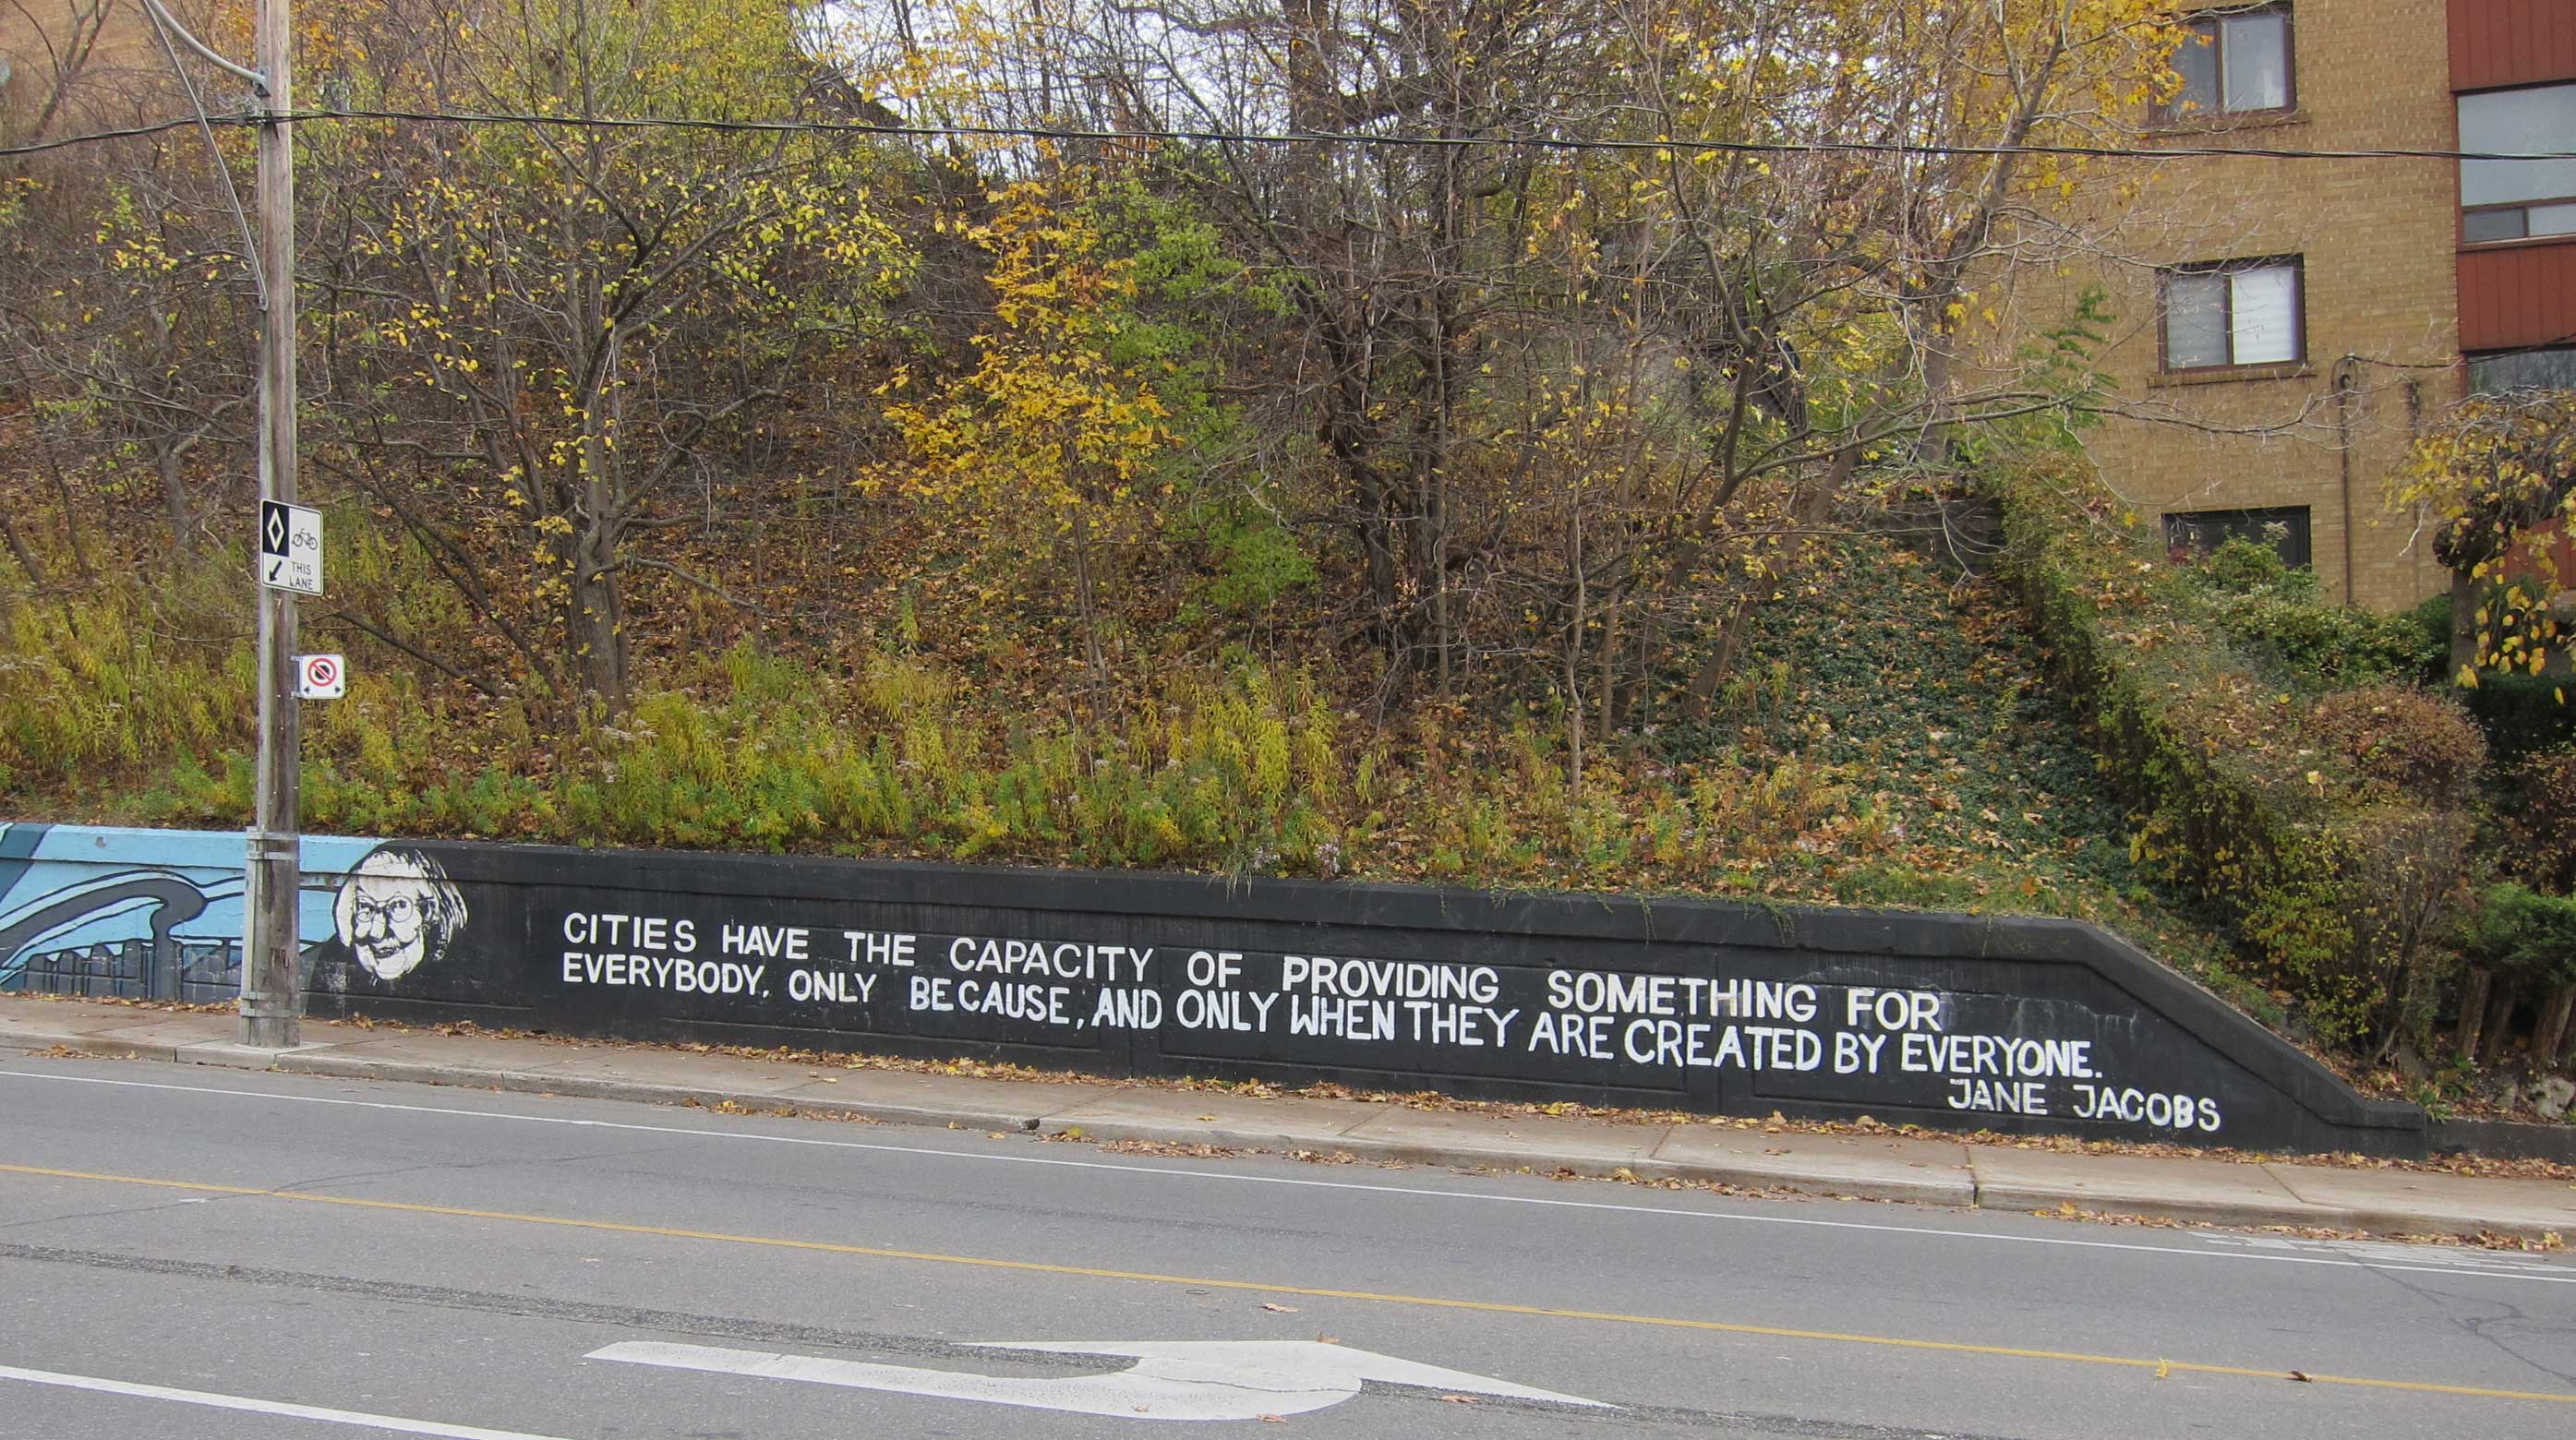 THIS
LANE
CITIES HAVE THE CAPACITY OF PROVIDING SOMETHING FOR
EVERYBODY, ONLY BECAUSE, AND ONLY WHEN THEY ARE CREATED BY EVERYONE.
JANE JACOBS